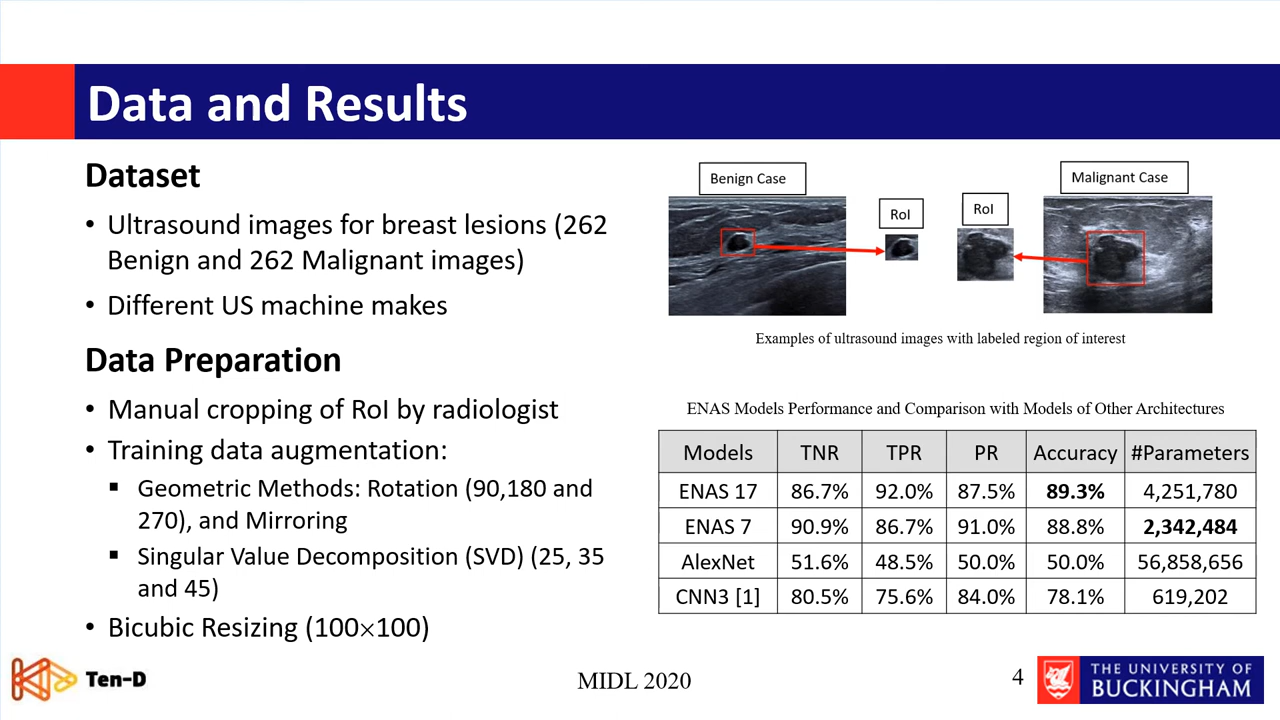 Data and Results
Dataset
• Ultrasound images for breast lesions (262
Benign and 262 Malignant images)
• Different US machine makes
Data Preparation
• Manual cropping of RoI by radiologist
• Training data augmentation:
▪ Geometric Methods: Rotation (90,180 and
270), and Mirroring
▪ Singular Value Decomposition (SVD) (25, 35
and 45)
• Bicubic Resizing (100×100)
Benign Case
RoI
RoI
Malignant Case
Examples of ultrasound images with labeled region of interest
ENAS Models Performance and Comparison with Models of Other Architectures
Models TNR TPR PR Accuracy #Parameters
ENAS 17 86.7% 92.0% 87.5% 89.3% 4,251,780
ENAS 7 90.9% 86.7% 91.0% 88.8% 2,342,484
AlexNet 51.6% 48.5% 50.0% 50.0% 56,858,656
CNN3 [1] 80.5% 75.6% 84.0% 78.1% 619,202
Ten-D
MIDL 2020
4
THE UNIVERSITY OF
BUCKINGHAM